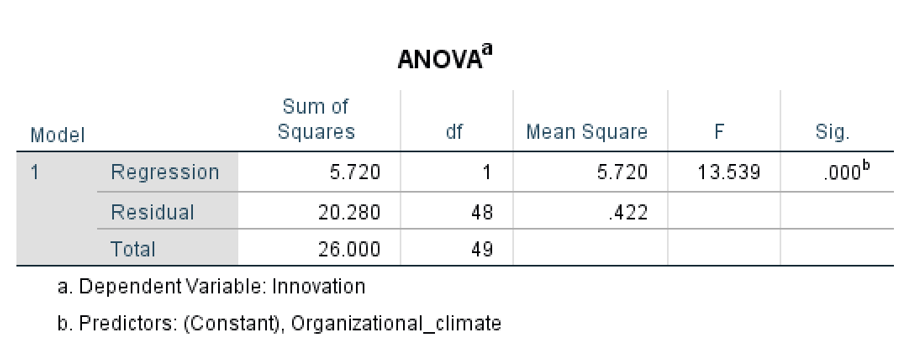 ANOVAa
Model Sum of Squares df Mean Square F Sig.
1 Regression 5.720 1 5.720 13.539 .000b
Residual 20.280 48 .422
Total 26.000 49
a. Dependent Variable: Innovation
b. Predictors: (Constant), Organizational_climate